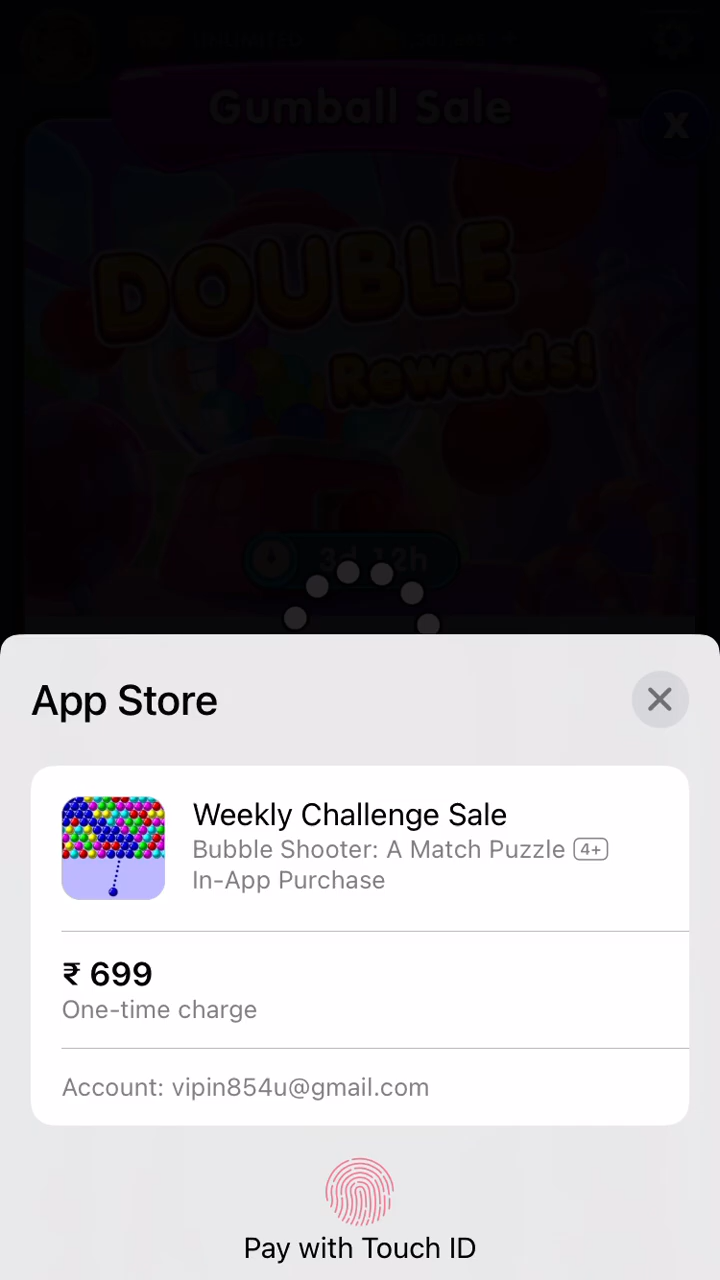 Gumball Sale
X
DOUBLE
Rewards!
3d 12h
App Store
Weekly Challenge Sale
Bubble Shooter: A Match Puzzle 4+
In-App Purchase
₹ 699
One-time charge
Account: vipin854u@gmail.com
Pay with Touch ID